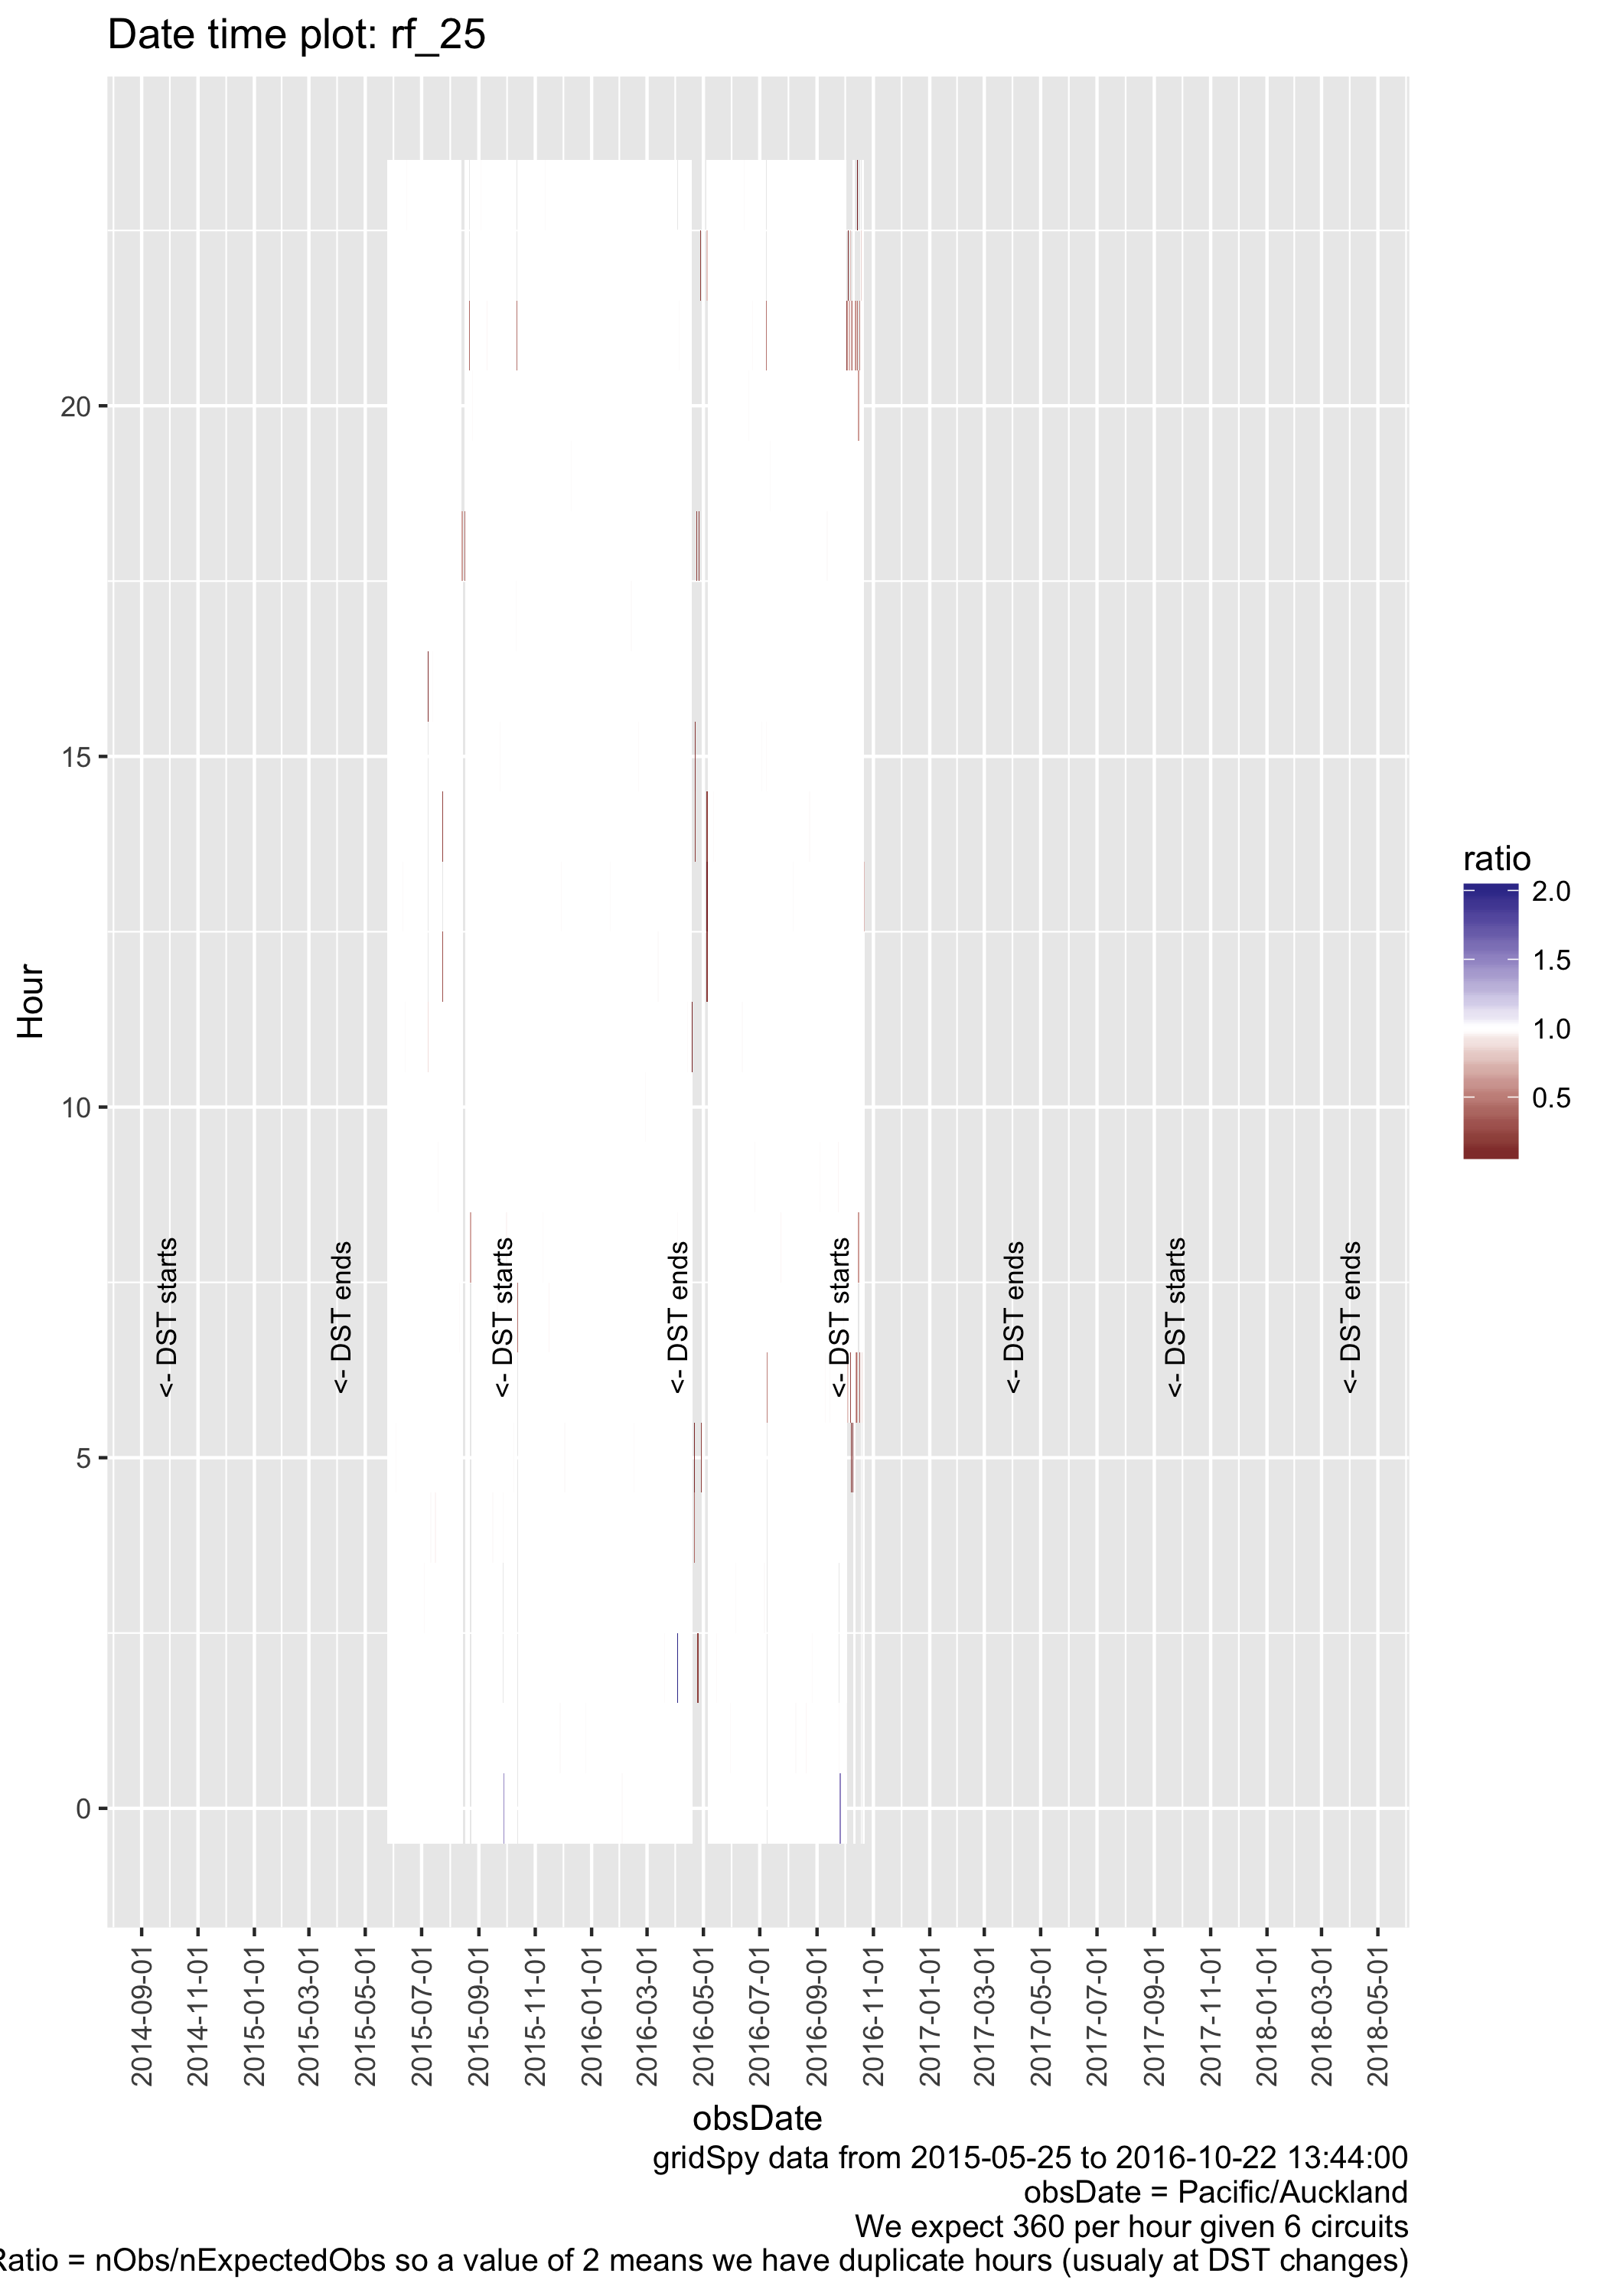 Date time plot: rf_25
Hour
20
15
10
5
0
<- DST starts
<- DST ends
<- DST starts
<- DST ends
<- DST starts
<- DST ends
<- DST starts
<- DST ends
ratio
2.0
1.5
1.0
0.5
2014-09-01
2014-11-01
2015-01-01
2015-03-01
2015-05-01
2015-07-01
2015-09-01
2015-11-01
2016-01-01
2016-03-01
2016-05-01
2016-07-01
2016-09-01
2016-11-01
2017-01-01
2017-03-01
2017-05-01
2017-07-01
2017-09-01
2017-11-01
2018-01-01
2018-03-01
2018-05-01
obsDate
gridSpy data from 2015-05-25 to 2016-10-22 13:44:00
obsDate = Pacific/Auckland
We expect 360 per hour given 6 circuits
Ratio = nObs/nExpectedObs so a value of 2 means we have duplicate hours (usualy at DST changes)